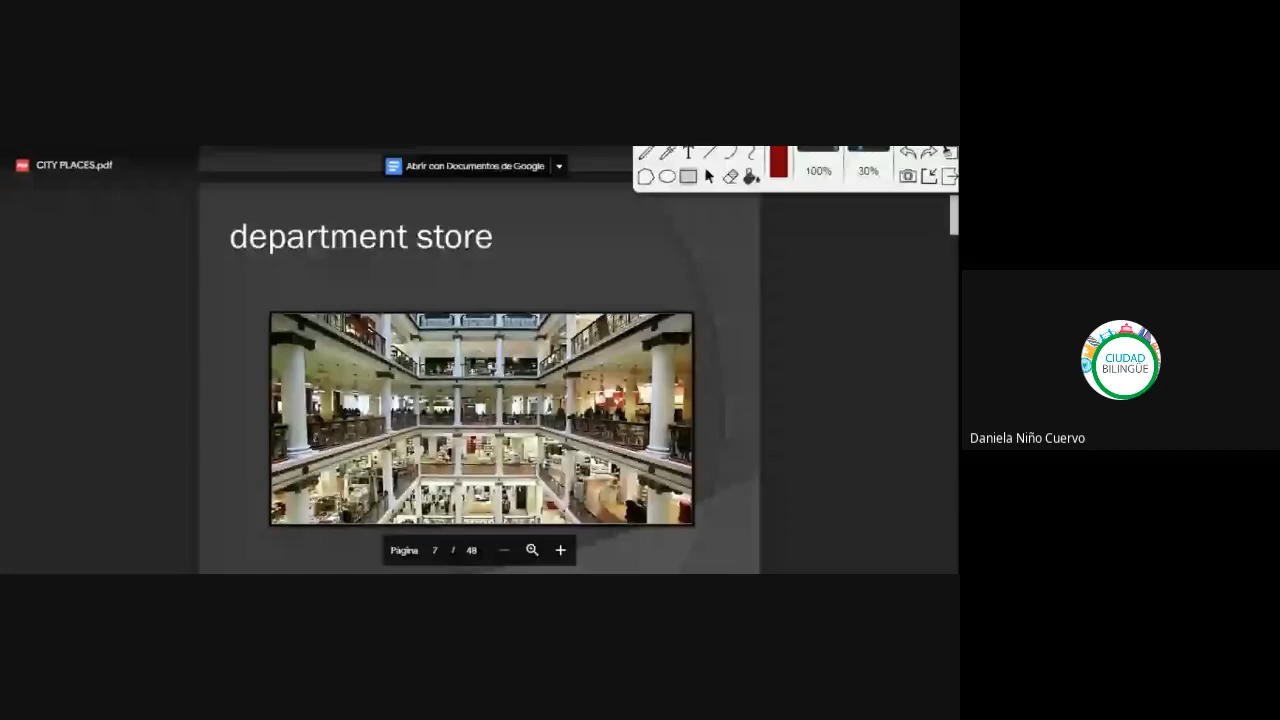 CITY PLACES.pdf
Abrir con Documentos de Google
100%
30%
department store
Página 7 / 48
CIUDAD
BILINGÜE
Daniela Niño Cuervo